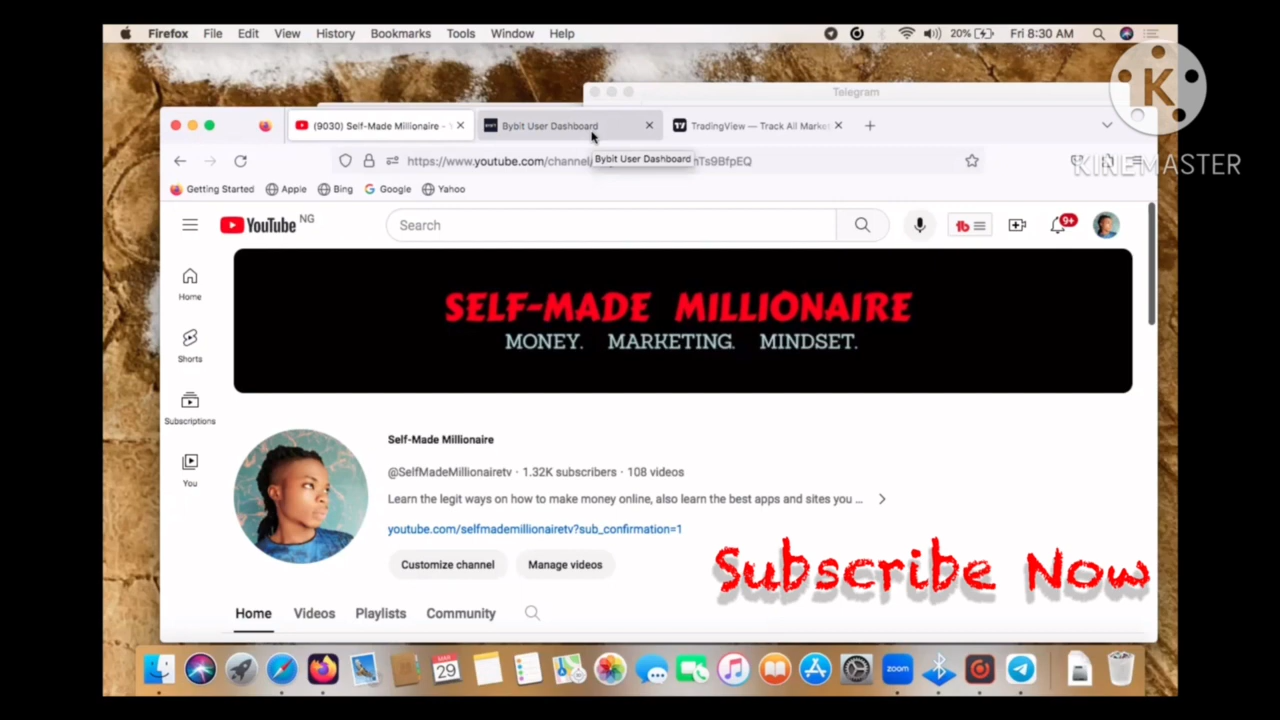 Firefox File Edit View History Bookmarks Tools Window Help 20% Fri 8:30 AM
Telegram
K
KINEMASTER
(9030) Self-Made Millionaire - Bybit User Dashboard TradingView — Track All Market
https://www.youtube.com/channel/ Bybit User Dashboard nTs9BfpEQ
Getting Started Apple Bing Google Yahoo
YouTube NG Search 9+
Home
Shorts
Subscriptions
You
SELF-MADE MILLIONAIRE
MONEY. MARKETING. MINDSET.
Self-Made Millionaire
@SelfMadeMillionairetv · 1.32K subscribers · 108 videos
Learn the legit ways on how to make money online, also learn the best apps and sites you ...
youtube.com/selfmademillionairetv?sub_confirmation=1
Customize channel Manage videos
Subscribe Now
Home Videos Playlists Community
MAR
29
zoom